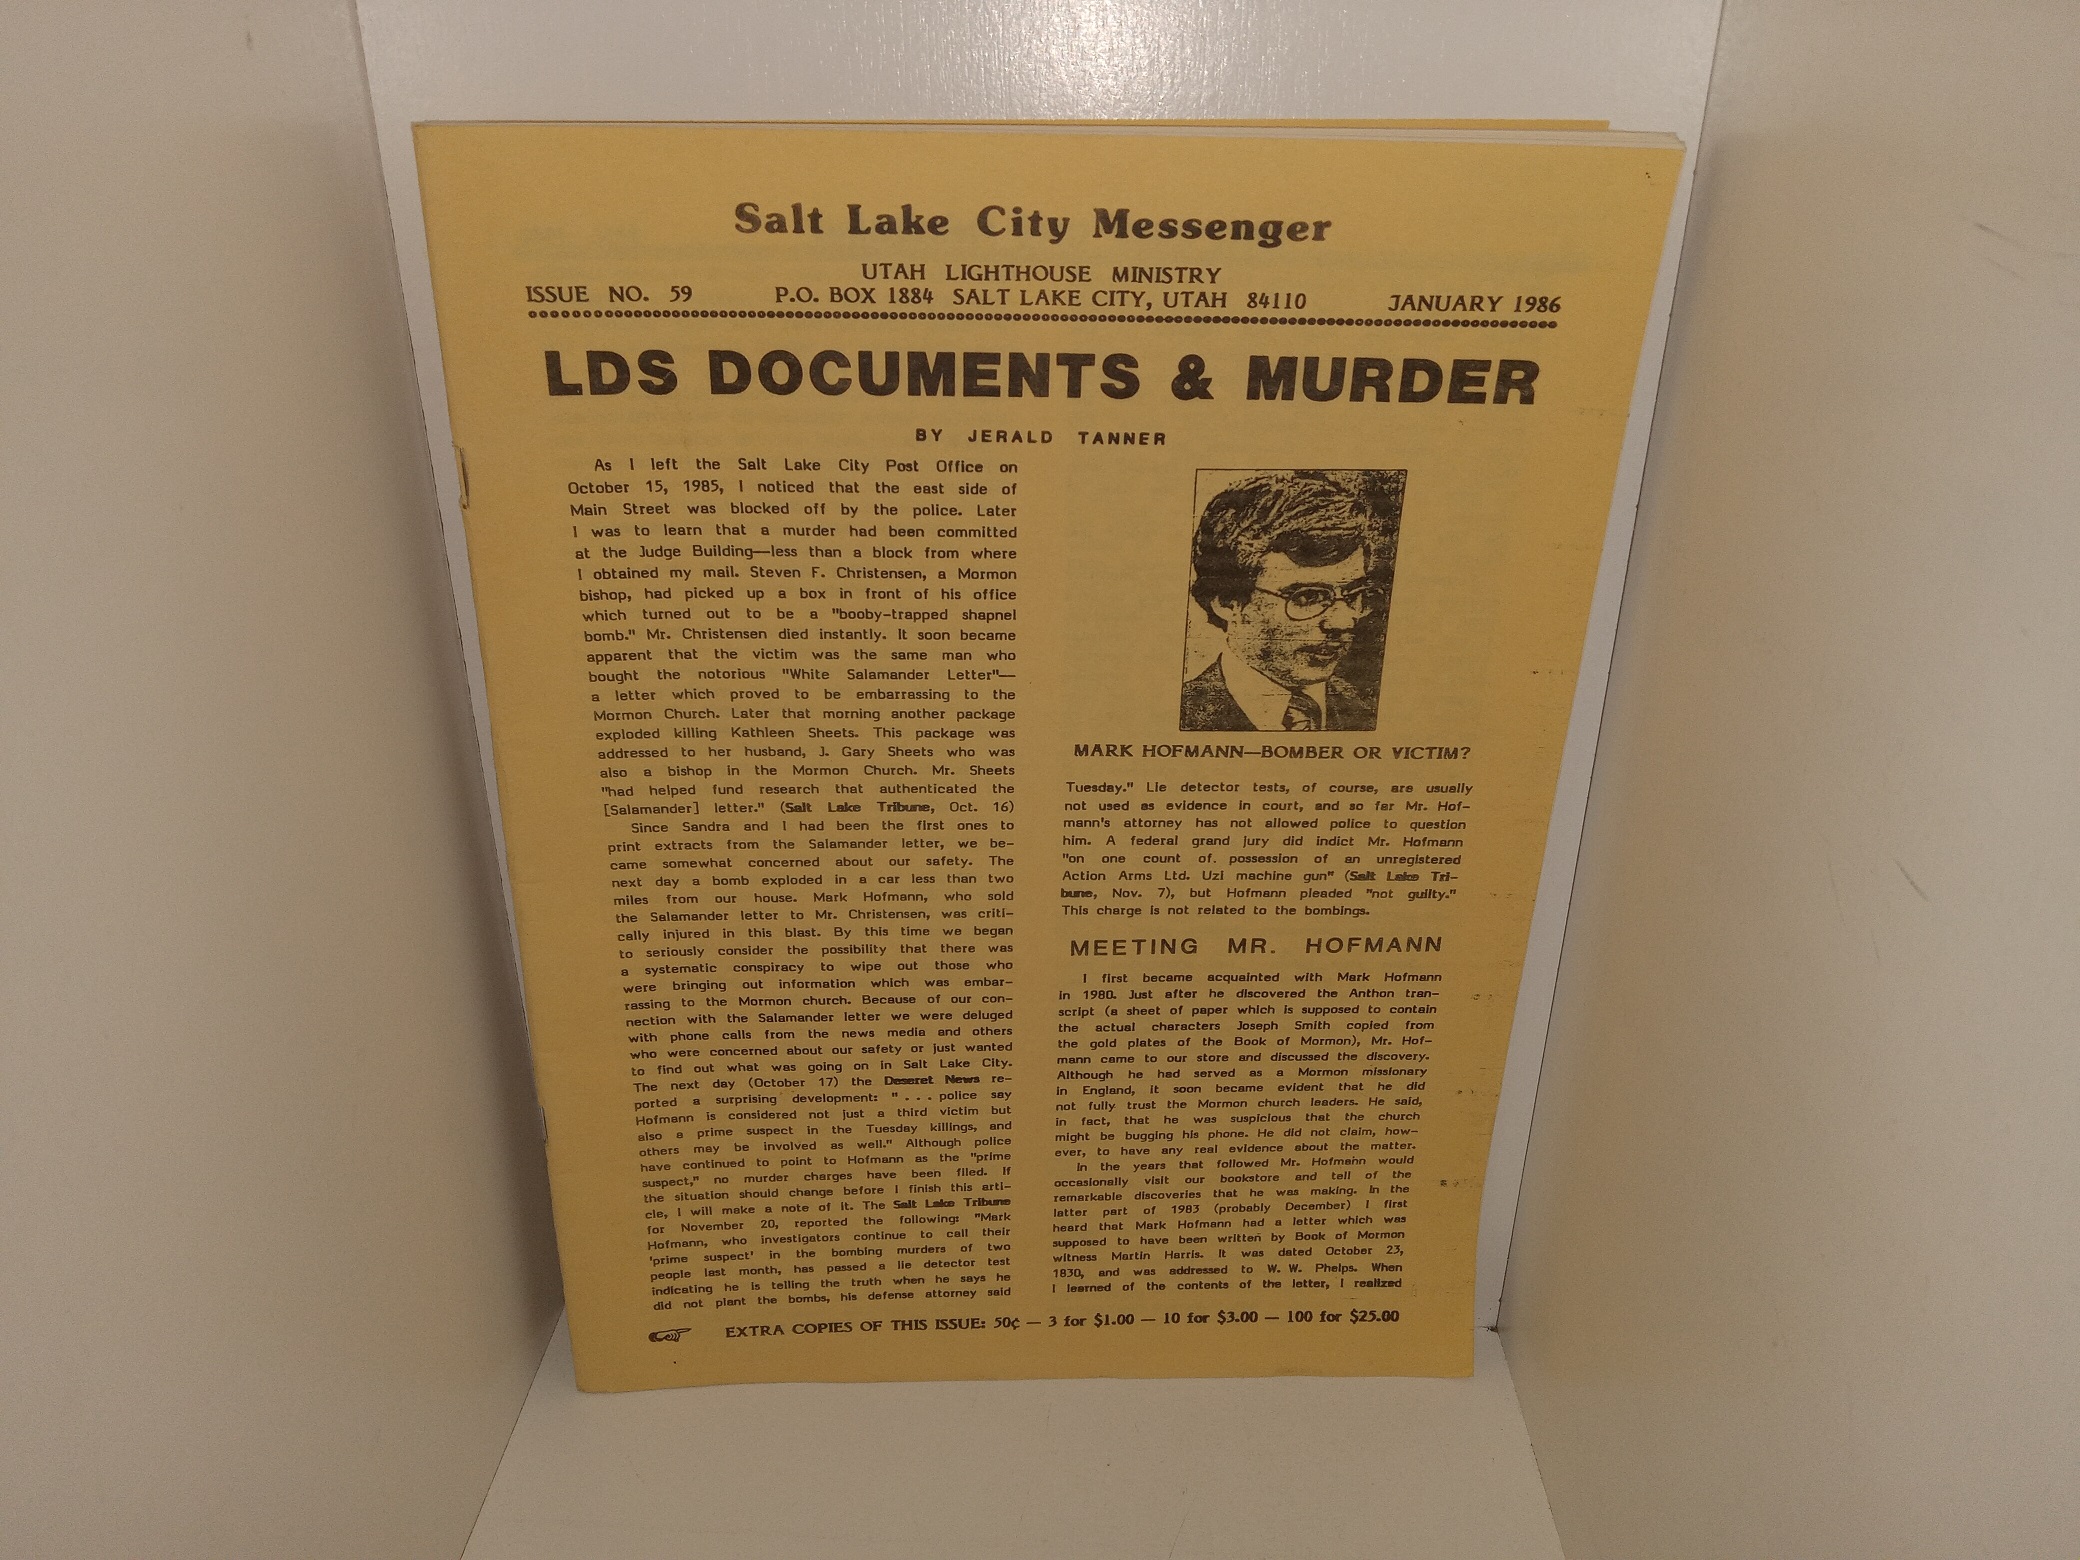 Salt Lake City Messenger
UTAH LIGHTHOUSE MINISTRY
ISSUE NO. 59 P.O. BOX 1884 SALT LAKE CITY, UTAH 84110 JANUARY 1986
LDS DOCUMENTS & MURDER
BY JERALD TANNER
As I left the Salt Lake City Post Office on
October 15, 1985, I noticed that the east side of
Main Street was blocked off by the police. Later
I was to learn that a murder had been committed
at the Judge Building—less than a block from where
I obtained my mail. Steven F. Christensen, a Mormon
bishop, had picked up a box in front of his office
which turned out to be a "booby-trapped shapnel
bomb." Mr. Christensen died instantly. It soon became
apparent that the victim was the same man who
bought the notorious "White Salamander Letter"—
a letter which proved to be embarrassing to the
Mormon Church. Later that morning another package
exploded killing Kathleen Sheets. This package was
addressed to her husband, J. Gary Sheets who was
also a bishop in the Mormon Church. Mr. Sheets
"had helped fund research that authenticated the
[Salamander] letter." (Salt Lake Tribune, Oct. 16)
Since Sandra and I had been the first ones to
print extracts from the Salamander letter, we be-
came somewhat concerned about our safety. The
next day a bomb exploded in a car less than two
miles from our house. Mark Hofmann, who sold
the Salamander letter to Mr. Christensen, was criti-
cally injured in this blast. By this time we began
to seriously consider the possibility that there was
a systematic conspiracy to wipe out those who
were bringing out information which was embar-
rassing to the Mormon church. Because of our con-
nection with the Salamander letter we were deluged
with phone calls from the news media and others
who were concerned about our safety or just wanted
to find out what was going on in Salt Lake City.
The next day (October 17) the Deseret News re-
ported a surprising development: " . . . police say
Hofmann is considered not just a third victim but
also a prime suspect in the Tuesday killings, and
others may be involved as well." Although police
have continued to point to Hofmann as the "prime
suspect," no murder charges have been filed. If
the situation should change before I finish this arti-
cle, I will make a note of it. The Salt Lake Tribune
for November 20, reported the following: "Mark
Hofmann, who investigators continue to call their
'prime suspect' in the bombing murders of two
people last month, has passed a lie detector test
indicating he is telling the truth when he says he
did not plant the bombs, his defense attorney said
MARK HOFMANN—BOMBER OR VICTIM?
Tuesday." Lie detector tests, of course, are usually
not used as evidence in court, and so far Mr. Hof-
mann's attorney has not allowed police to question
him. A federal grand jury did indict Mr. Hofmann
"on one count of. possession of an unregistered
Action Arms Ltd. Uzi machine gun" (Salt Lake Tri-
bune, Nov. 7), but Hofmann pleaded "not guilty."
This charge is not related to the bombings.
MEETING MR. HOFMANN
I first became acquainted with Mark Hofmann
in 1980. Just after he discovered the Anthon tran-
script (a sheet of paper which is supposed to contain
the actual characters Joseph Smith copied from
the gold plates of the Book of Mormon), Mr. Hof-
mann came to our store and discussed the discovery.
Although he had served as a Mormon missionary
in England, it soon became evident that he did
not fully trust the Mormon church leaders. He said,
in fact, that he was suspicious that the church
might be bugging his phone. He did not claim, how-
ever, to have any real evidence about the matter.
In the years that followed Mr. Hofmann would
occasionally visit our bookstore and tell of the
remarkable discoveries that he was making. In the
latter part of 1983 (probably December) I first
heard that Mark Hofmann had a letter which was
supposed to have been written by Book of Mormon
witness Martin Harris. It was dated October 23,
1830, and was addressed to W. W. Phelps. When
I learned of the contents of the letter, I realized
EXTRA COPIES OF THIS ISSUE: 50¢ — 3 for $1.00 — 10 for $3.00 — 100 for $25.00